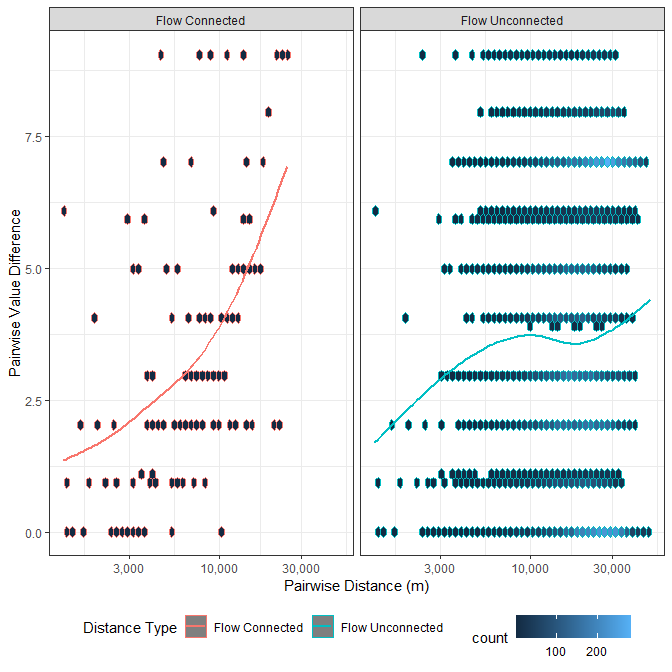 Flow Connected
Flow Unconnected
Pairwise Value Difference
7.5
5.0
2.5
0.0
3,000
10,000
30,000
3,000
10,000
30,000
Pairwise Distance (m)
Distance Type
Flow Connected
Flow Unconnected
count
100
200